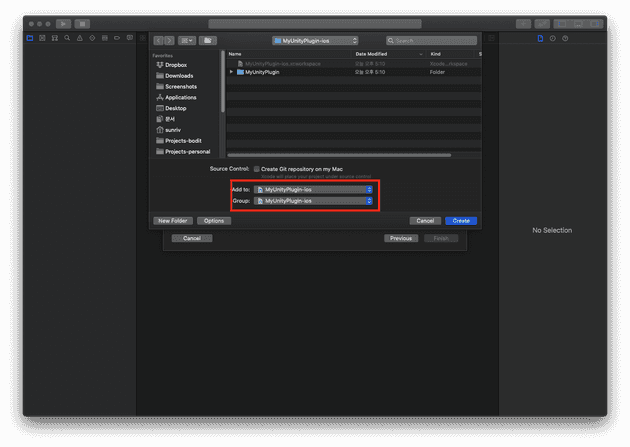 MyUnityPlugin-ios
Search
Favorites
Name
Date Modified
Kind
S
Dropbox
Downloads
Screenshots
Applications
Desktop
문서
sunriv
Projects-bodit
Projects-personal
MyUnityPlugin-ios.xcworkspace
오늘 오후 5:10
Xcode...kspace
MyUnityPlugin
오늘 오후 5:10
Folder
Source Control:
Create Git repository on my Mac
Xcode will place your project under source control
Add to:
MyUnityPlugin-ios
Group:
MyUnityPlugin-ios
New Folder
Options
Cancel
Create
Cancel
Previous
Finish
No Selection